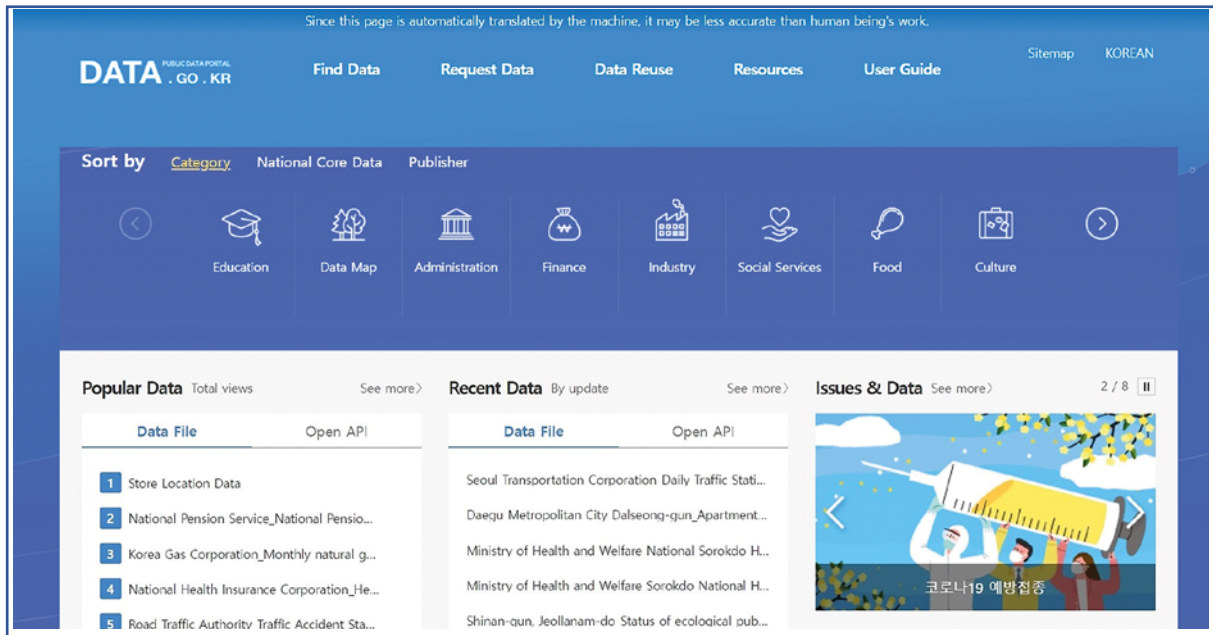 Since this page is automatically translated by the machine, it may be less accurate than human being's work.
Sitemap KOREAN
DATA PUBLIC DATA PORTAL
. GO . KR
Find Data Request Data Data Reuse Resources User Guide
Sort by Category National Core Data Publisher
₩
Education Data Map Administration Finance Industry Social Services Food Culture
Popular Data Total views See more〉
Data File Open API
1 Store Location Data
2 National Pension Service_National Pensio...
3 Korea Gas Corporation_Monthly natural g...
4 National Health Insurance Corporation_He...
5 Road Traffic Authority Traffic Accident Sta...
Recent Data By update See more〉
Data File Open API
Seoul Transportation Corporation Daily Traffic Stati...
Daegu Metropolitan City Dalseong-gun_Apartment...
Ministry of Health and Welfare National Sorokdo H...
Ministry of Health and Welfare Sorokdo National H...
Shinan-gun, Jeollanam-do Status of ecological pub...
Issues & Data See more〉 2 / 8
코로나19 예방접종